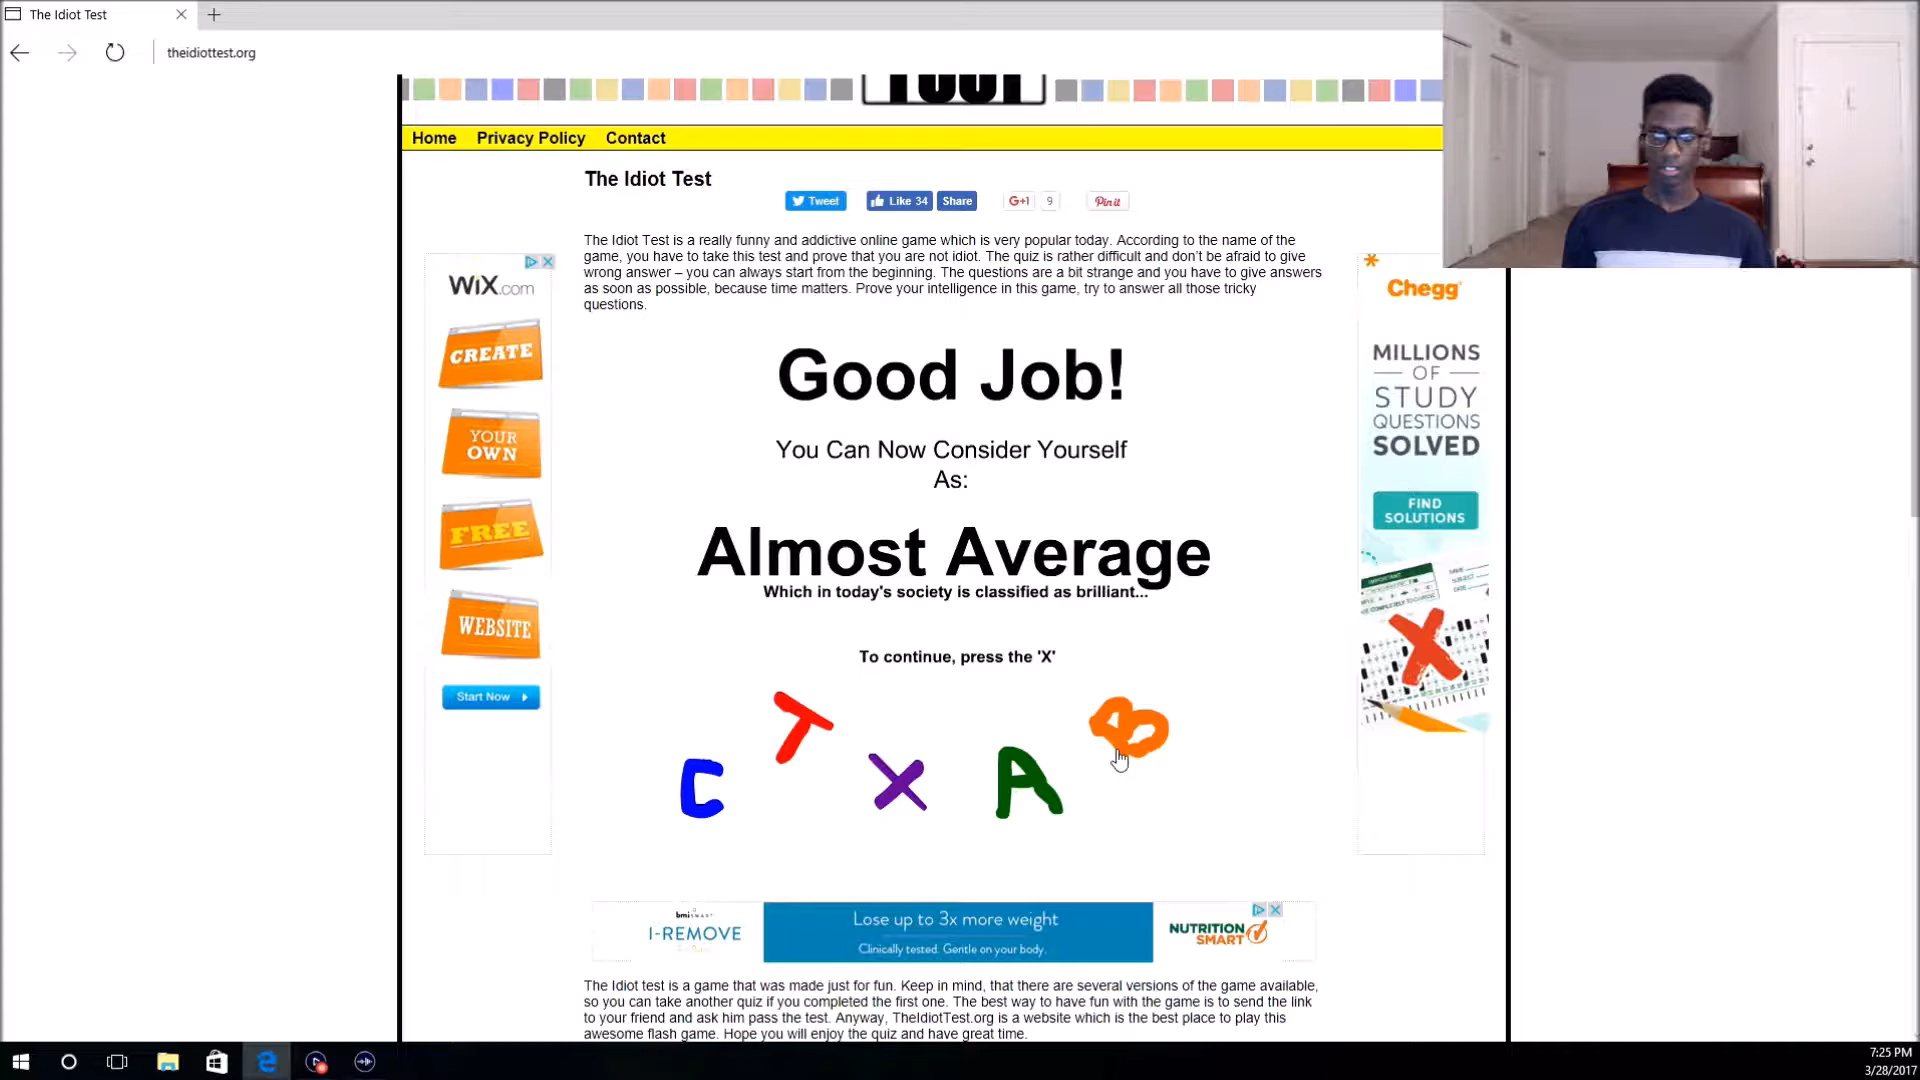 The Idiot Test
theidiottest.org
Home Privacy Policy Contact
The Idiot Test
Tweet Like 34 Share G+1 9 Pin it
The Idiot Test is a really funny and addictive online game which is very popular today. According to the name of the
game, you have to take this test and prove that you are not idiot. The quiz is rather difficult and don't be afraid to give
wrong answer – you can always start from the beginning. The questions are a bit strange and you have to give answers
as soon as possible, because time matters. Prove your intelligence in this game, try to answer all those tricky
questions.
WiX.com
CREATE
YOUR
OWN
FREE
WEBSITE
Start Now
Good Job!
You Can Now Consider Yourself
As:
Almost Average
Which in today's society is classified as brilliant...
To continue, press the 'X'
C T X A B
Chegg
MILLIONS
OF
STUDY
QUESTIONS
SOLVED
FIND
SOLUTIONS
IMPORTANT
NAME
SUBJECT
DATE
X
bmi SMART
I-REMOVE
Lose up to 3x more weight
Clinically tested. Gentle on your body.
NUTRITION
SMART
The Idiot test is a game that was made just for fun. Keep in mind, that there are several versions of the game available,
so you can take another quiz if you completed the first one. The best way to have fun with the game is to send the link
to your friend and ask him pass the test. Anyway, TheIdiotTest.org is a website which is the best place to play this
awesome flash game. Hope you will enjoy the quiz and have great time.
7:25 PM
3/28/2017